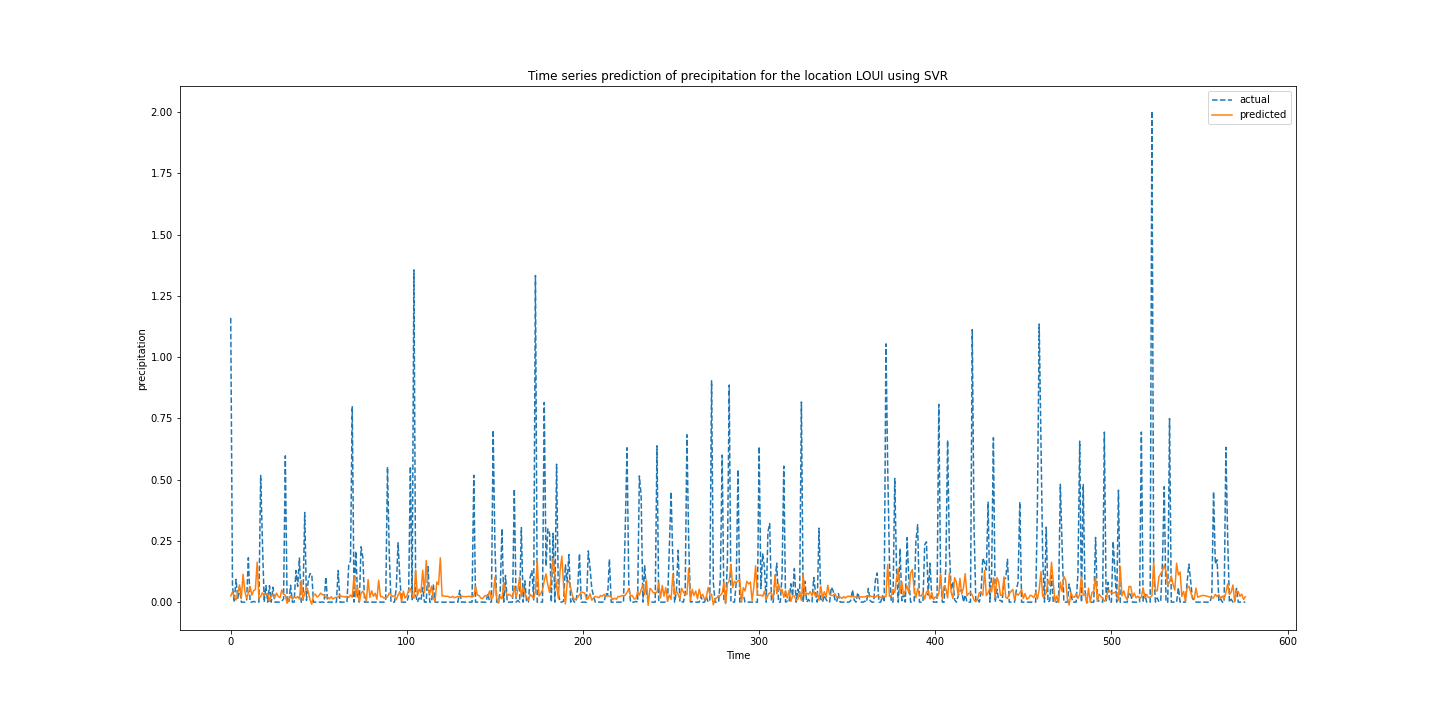 Time series prediction of precipitation for the location LOUI using SVR
actual
predicted
2.00
1.75
1.50
1.25
1.00
0.75
0.50
0.25
0.00
precipitation
0 100 200 300 400 500 600
Time